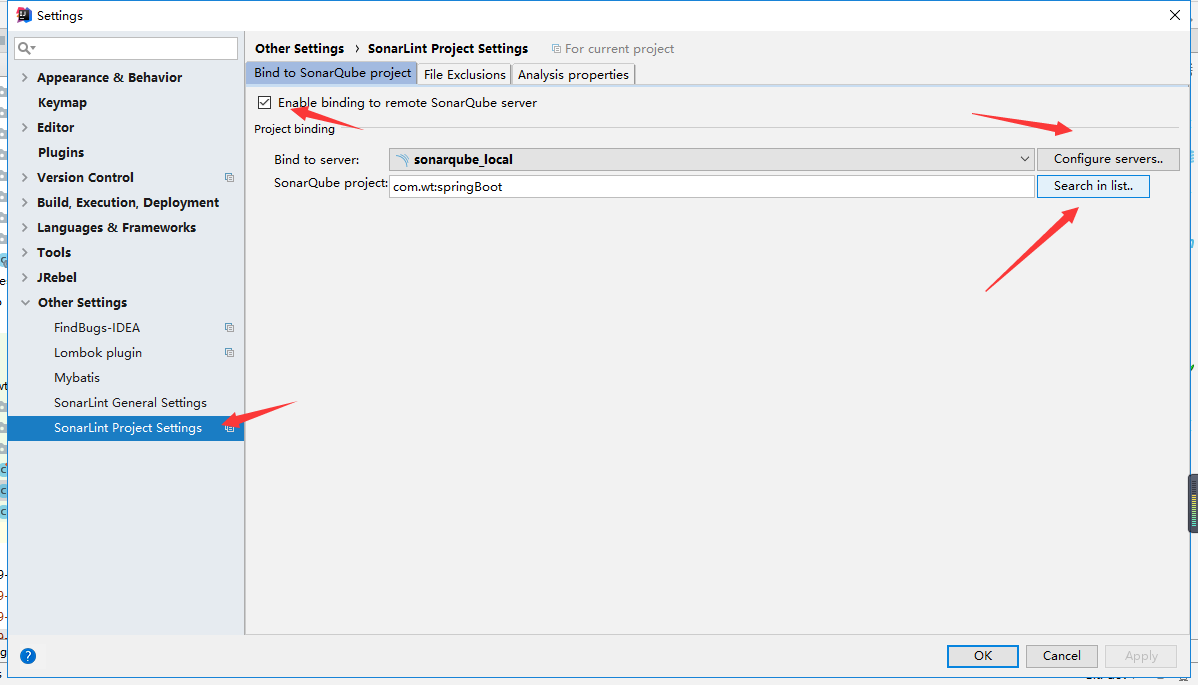 Settings
Other Settings › SonarLint Project Settings For current project
Appearance & Behavior
Keymap
Editor
Plugins
Version Control
Build, Execution, Deployment
Languages & Frameworks
Tools
JRebel
Other Settings
FindBugs-IDEA
Lombok plugin
Mybatis
SonarLint General Settings
SonarLint Project Settings
Bind to SonarQube project File Exclusions Analysis properties
Enable binding to remote SonarQube server
Project binding
Bind to server: sonarqube_local Configure servers..
SonarQube project: com.wt:springBoot Search in list..
?
OK Cancel Apply